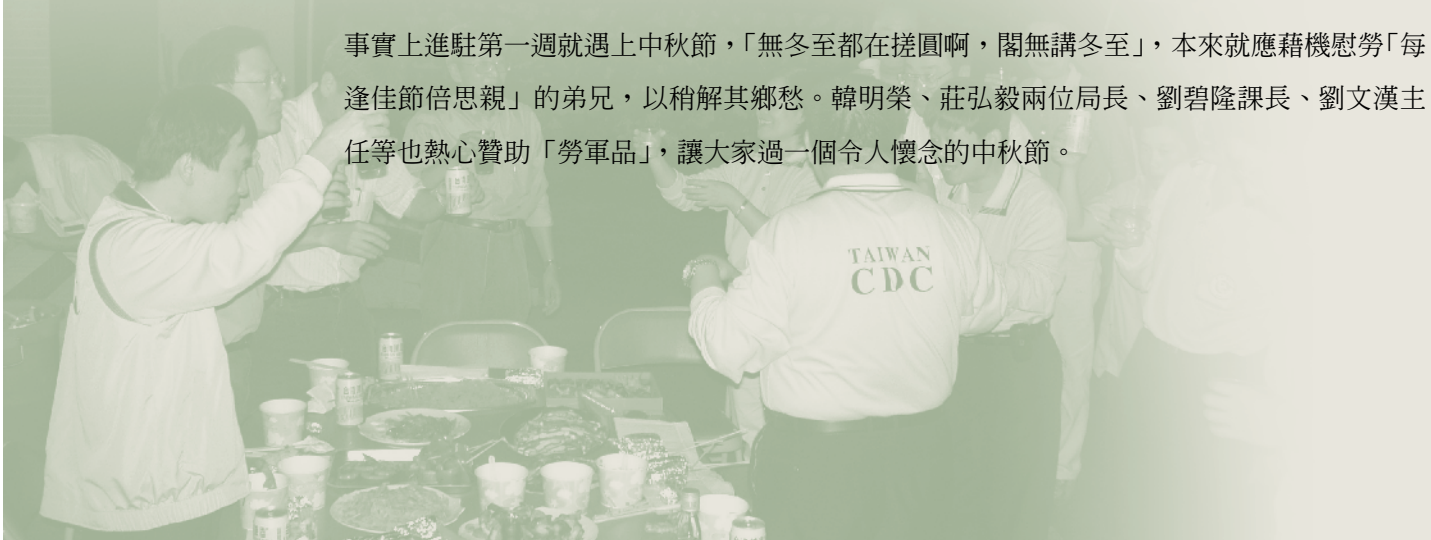 事實上進駐第一週就遇上中秋節,「無冬至都在搓圓啊,閣無講冬至」,本來就應藉機慰勞「每
逢佳節倍思親」的弟兄,以稍解其鄉愁。韓明榮、莊弘毅兩位局長、劉碧隆課長、劉文漢主
任等也熱心贊助「勞軍品」,讓大家過一個令人懷念的中秋節。
TAIWAN
CDC